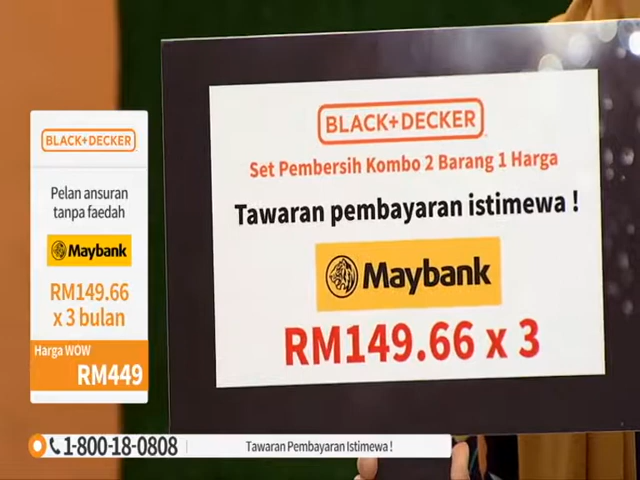 BLACK+DECKER
Pelan ansuran
tanpa faedah
Maybank
RM149.66
x 3 bulan
Harga WOW
RM449
BLACK+DECKER
Set Pembersih Kombo 2 Barang 1 Harga
Tawaran pembayaran istimewa !
Maybank
RM149.66 x 3
1-800-18-0808
Tawaran Pembayaran Istimewa !